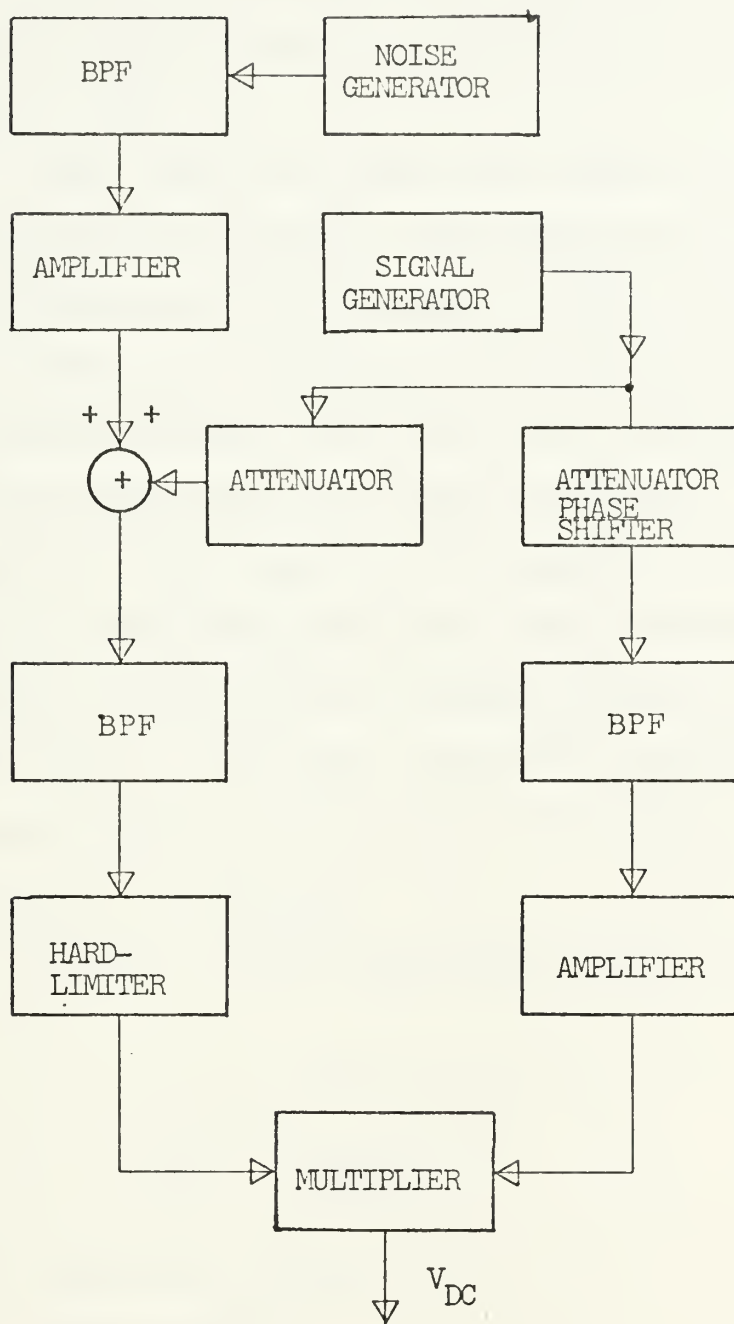 BPF
NOISE
GENERATOR
AMPLIFIER
SIGNAL
GENERATOR
+ +
+
ATTENUATOR
ATTENUATOR
PHASE
SHIFTER
BPF
BPF
HARD-
LIMITER
AMPLIFIER
MULTIPLIER
V_DC